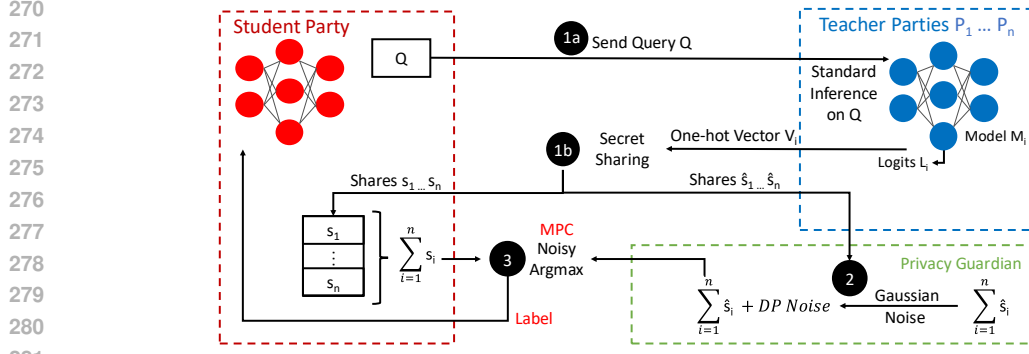 270
271
272
273
274
275
276
277
278
279
280
Student Party
Q
1a
Send Query Q
Teacher Parties P₁ ... Pₙ
Standard
Inference
on Q
Model Mᵢ
Logits Lᵢ
One-hot Vector Vᵢ
1b
Secret
Sharing
Shares s₁ ... sₙ
Shares ŝ₁ ... ŝₙ
s₁
⋮
sₙ
n
∑ sᵢ
i=1
3
MPC
Noisy
Argmax
Label
Privacy Guardian
2
n
∑ ŝᵢ + DP Noise
i=1
Gaussian
Noise
n
∑ ŝᵢ
i=1